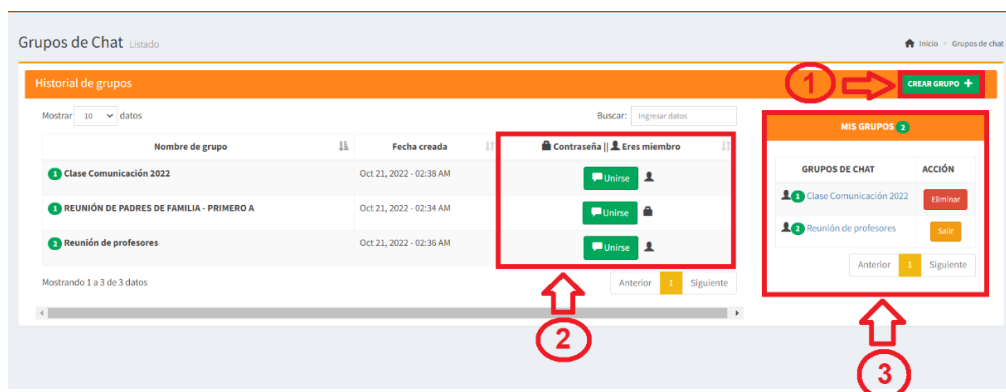 Grupos de Chat Listado
Inicio > Grupos de chat
Historial de grupos
1
CREAR GRUPO +
Mostrar 10 datos
Buscar: Ingresar datos
MIS GRUPOS 2
Nombre de grupo Fecha creada Contraseña || Eres miembro
GRUPOS DE CHAT ACCIÓN
1 Clase Comunicación 2022 Oct 21, 2022 - 02:38 AM Unirse
1 Clase Comunicación 2022 Eliminar
1 REUNIÓN DE PADRES DE FAMILIA - PRIMERO A Oct 21, 2022 - 02:34 AM Unirse
2 Reunión de profesores Salir
2 Reunión de profesores Oct 21, 2022 - 02:36 AM Unirse
Anterior 1 Siguiente
Mostrando 1 a 3 de 3 datos
Anterior 1 Siguiente
2
3